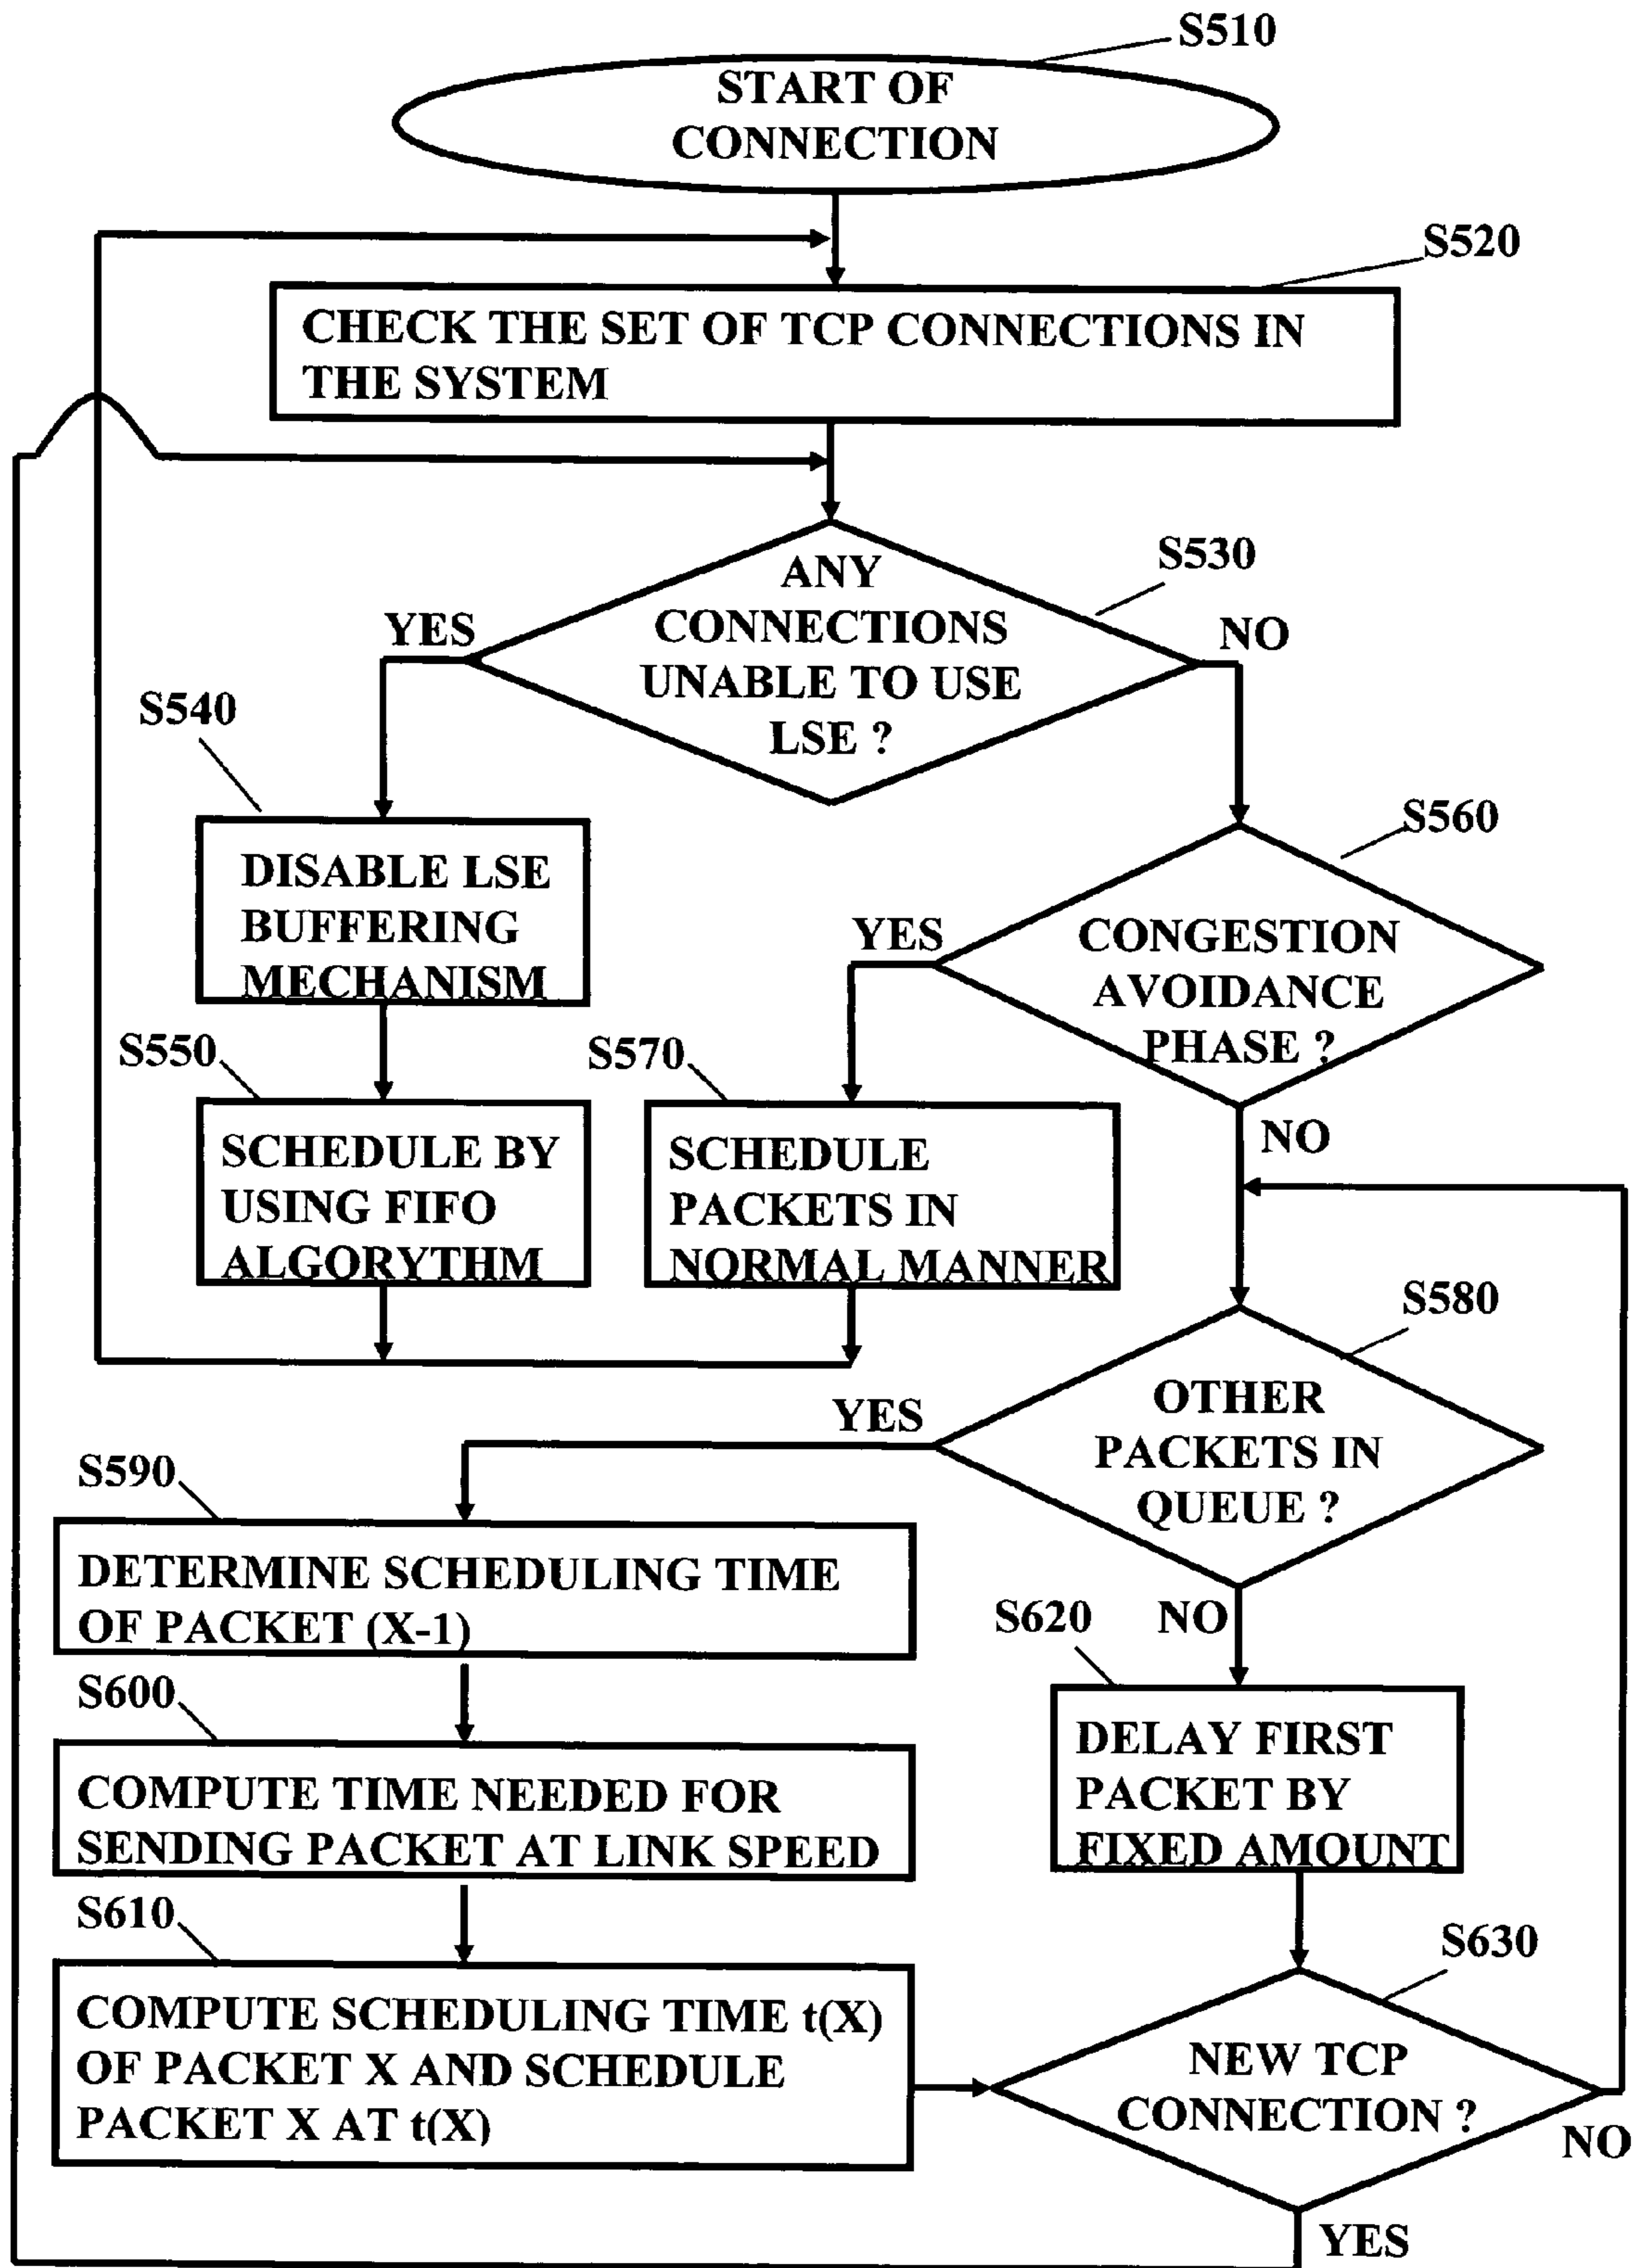 S510
START OF
CONNECTION
S520
CHECK THE SET OF TCP CONNECTIONS IN
THE SYSTEM
S530
ANY
CONNECTIONS
UNABLE TO USE
LSE ?
YES
NO
S540
DISABLE LSE
BUFFERING
MECHANISM
S560
CONGESTION
AVOIDANCE
PHASE ?
YES
NO
S550
SCHEDULE BY
USING FIFO
ALGORYTHM
S570
SCHEDULE
PACKETS IN
NORMAL MANNER
S580
OTHER
PACKETS IN
QUEUE ?
YES
NO
S590
DETERMINE SCHEDULING TIME
OF PACKET (X-1)
S600
COMPUTE TIME NEEDED FOR
SENDING PACKET AT LINK SPEED
S620
DELAY FIRST
PACKET BY
FIXED AMOUNT
S610
COMPUTE SCHEDULING TIME t(X)
OF PACKET X AND SCHEDULE
PACKET X AT t(X)
S630
NEW TCP
CONNECTION ?
NO
YES